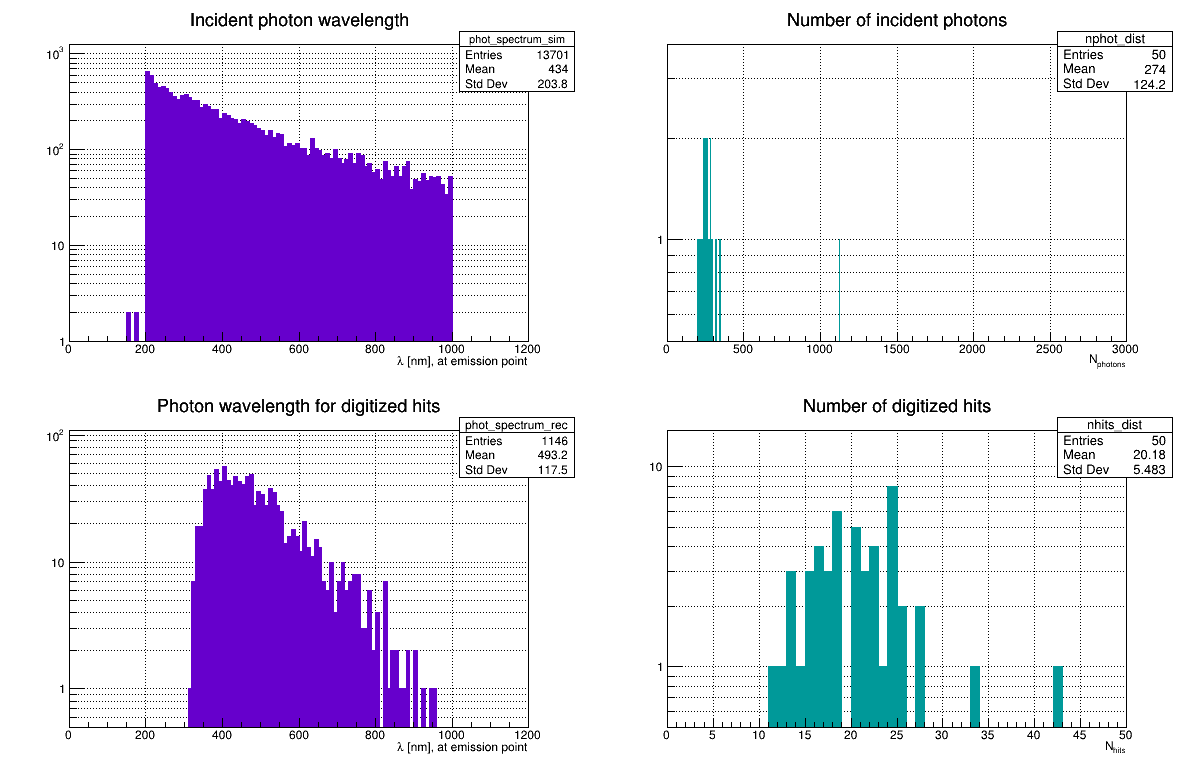 Incident photon wavelength
phot_spectrum_sim
Entries 13701
Mean 434
Std Dev 203.8
10³
10²
10
1
0 200 400 600 800 1000 1200
λ [nm], at emission point
Number of incident photons
nphot_dist
Entries 50
Mean 274
Std Dev 124.2
1
0 500 1000 1500 2000 2500 3000
Nphotons
Photon wavelength for digitized hits
phot_spectrum_rec
Entries 1146
Mean 493.2
Std Dev 117.5
10²
10
1
0 200 400 600 800 1000 1200
λ [nm], at emission point
Number of digitized hits
nhits_dist
Entries 50
Mean 20.18
Std Dev 5.483
10
1
0 5 10 15 20 25 30 35 40 45 50
Nhits